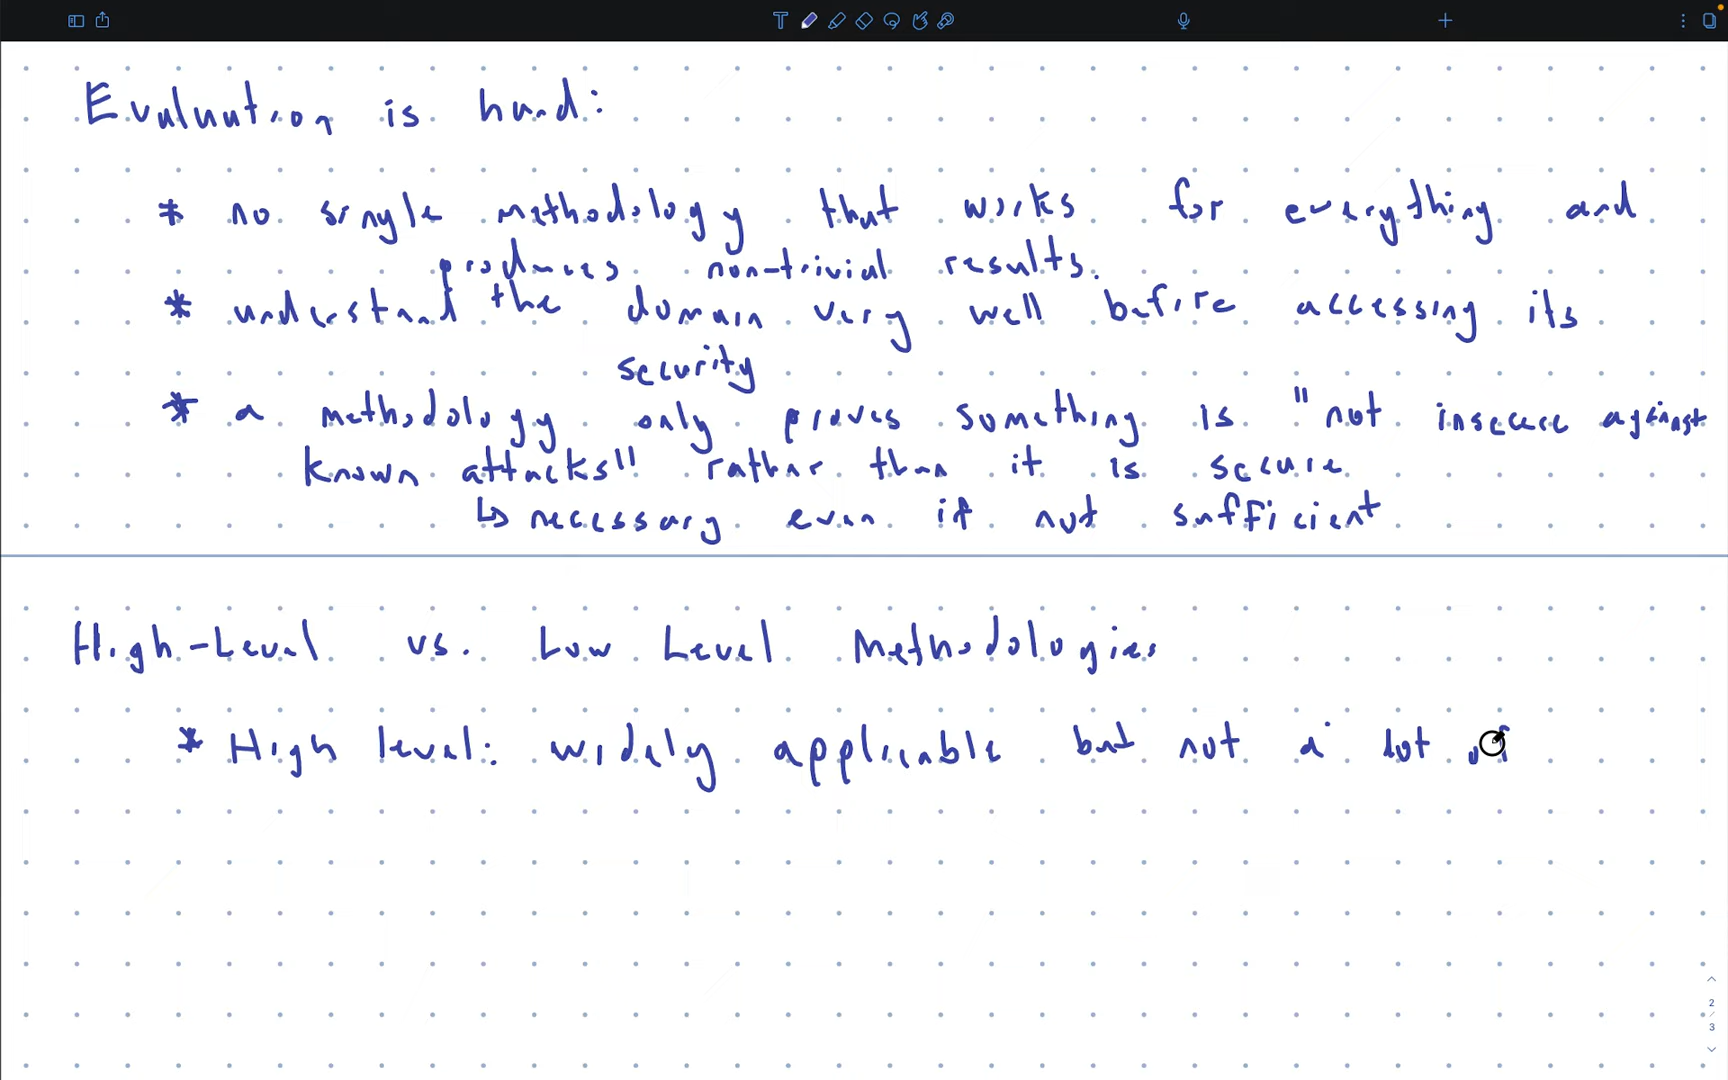 Evaluation is hard:
* no single methodology that works for everything and
produces non-trivial results.
* understand the domain very well before accessing its
security
* a methodology only proves something is "not insecure against
known attacks" rather than it is secure
↳ necessary even if not sufficient
High-Level vs. Low Level Methodologies
* High level: widely applicable but not a lot of
2
3